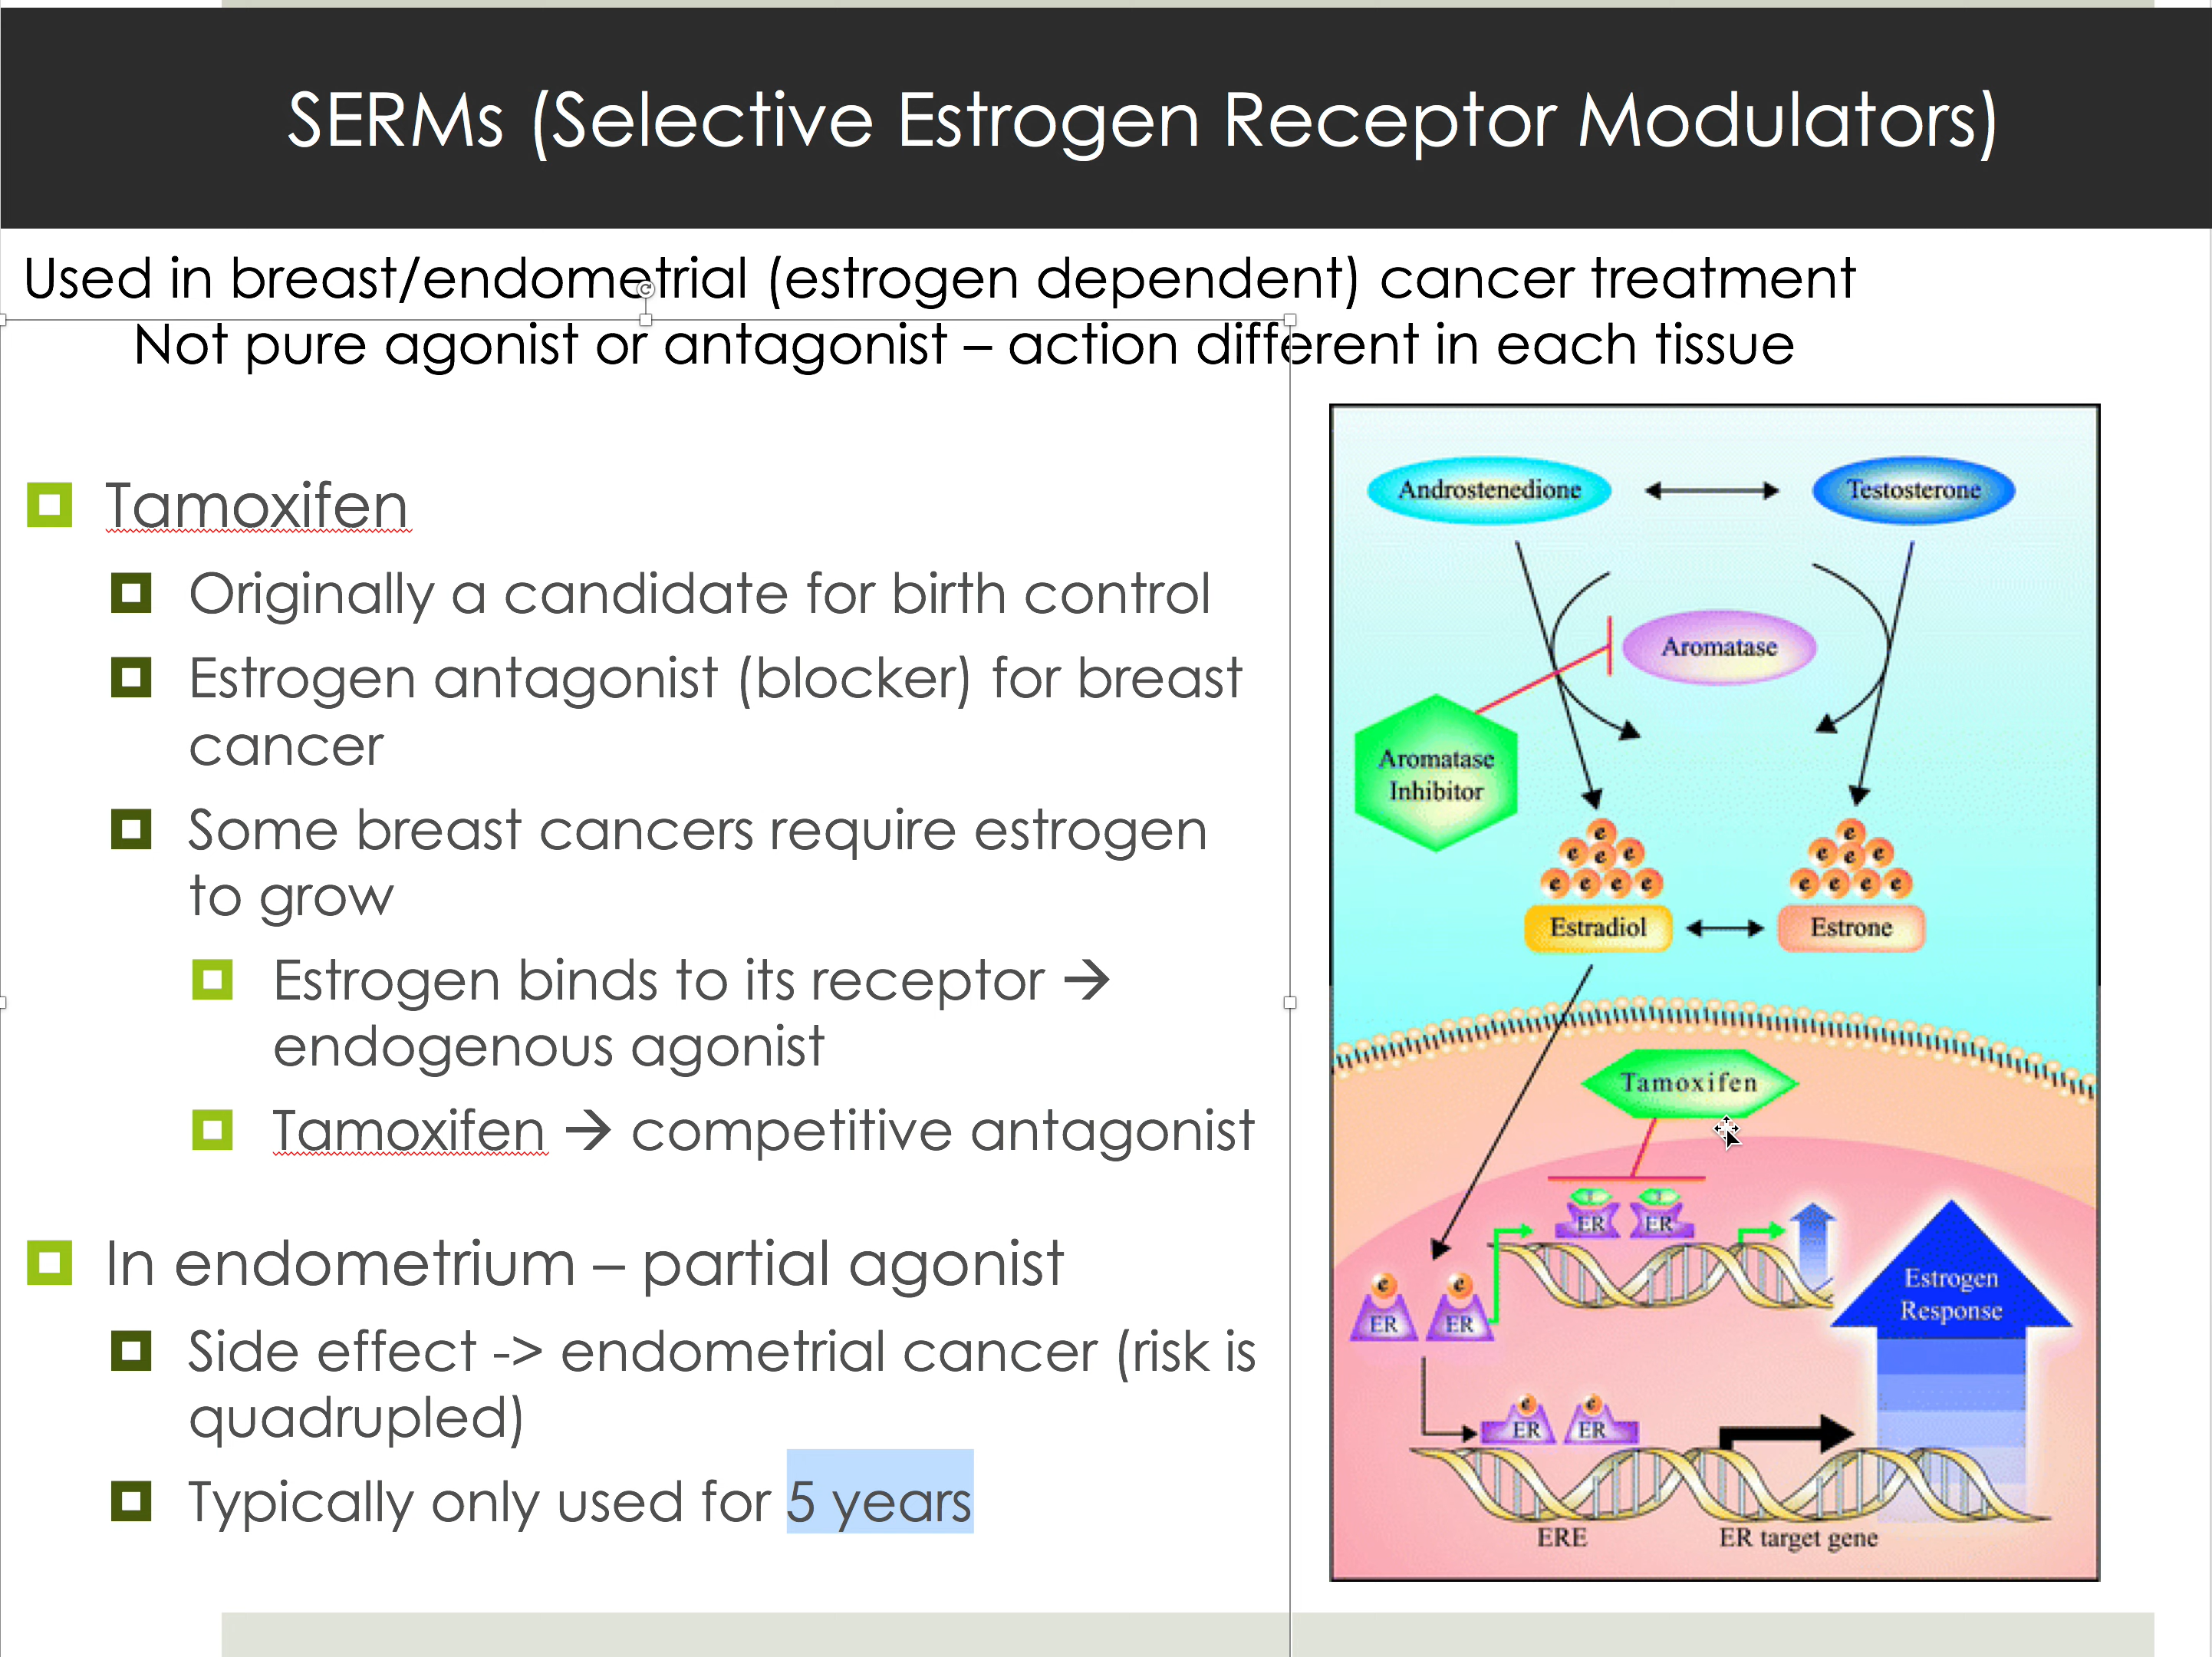 SERMs (Selective Estrogen Receptor Modulators)
Used in breast/endometrial (estrogen dependent) cancer treatment
Not pure agonist or antagonist – action different in each tissue
Tamoxifen
Originally a candidate for birth control
Estrogen antagonist (blocker) for breast
cancer
Some breast cancers require estrogen
to grow
Estrogen binds to its receptor →
endogenous agonist
Tamoxifen → competitive antagonist
In endometrium – partial agonist
Side effect -> endometrial cancer (risk is
quadrupled)
Typically only used for 5 years
Androstenedione
Testosterone
Aromatase
Aromatase
Inhibitor
e
e e e
e e e e
e
e e e
e e e e
Estradiol
Estrone
Tamoxifen
T T
ER ER
e e
ER ER
Estrogen
Response
e e
ER ER
ERE
ER target gene